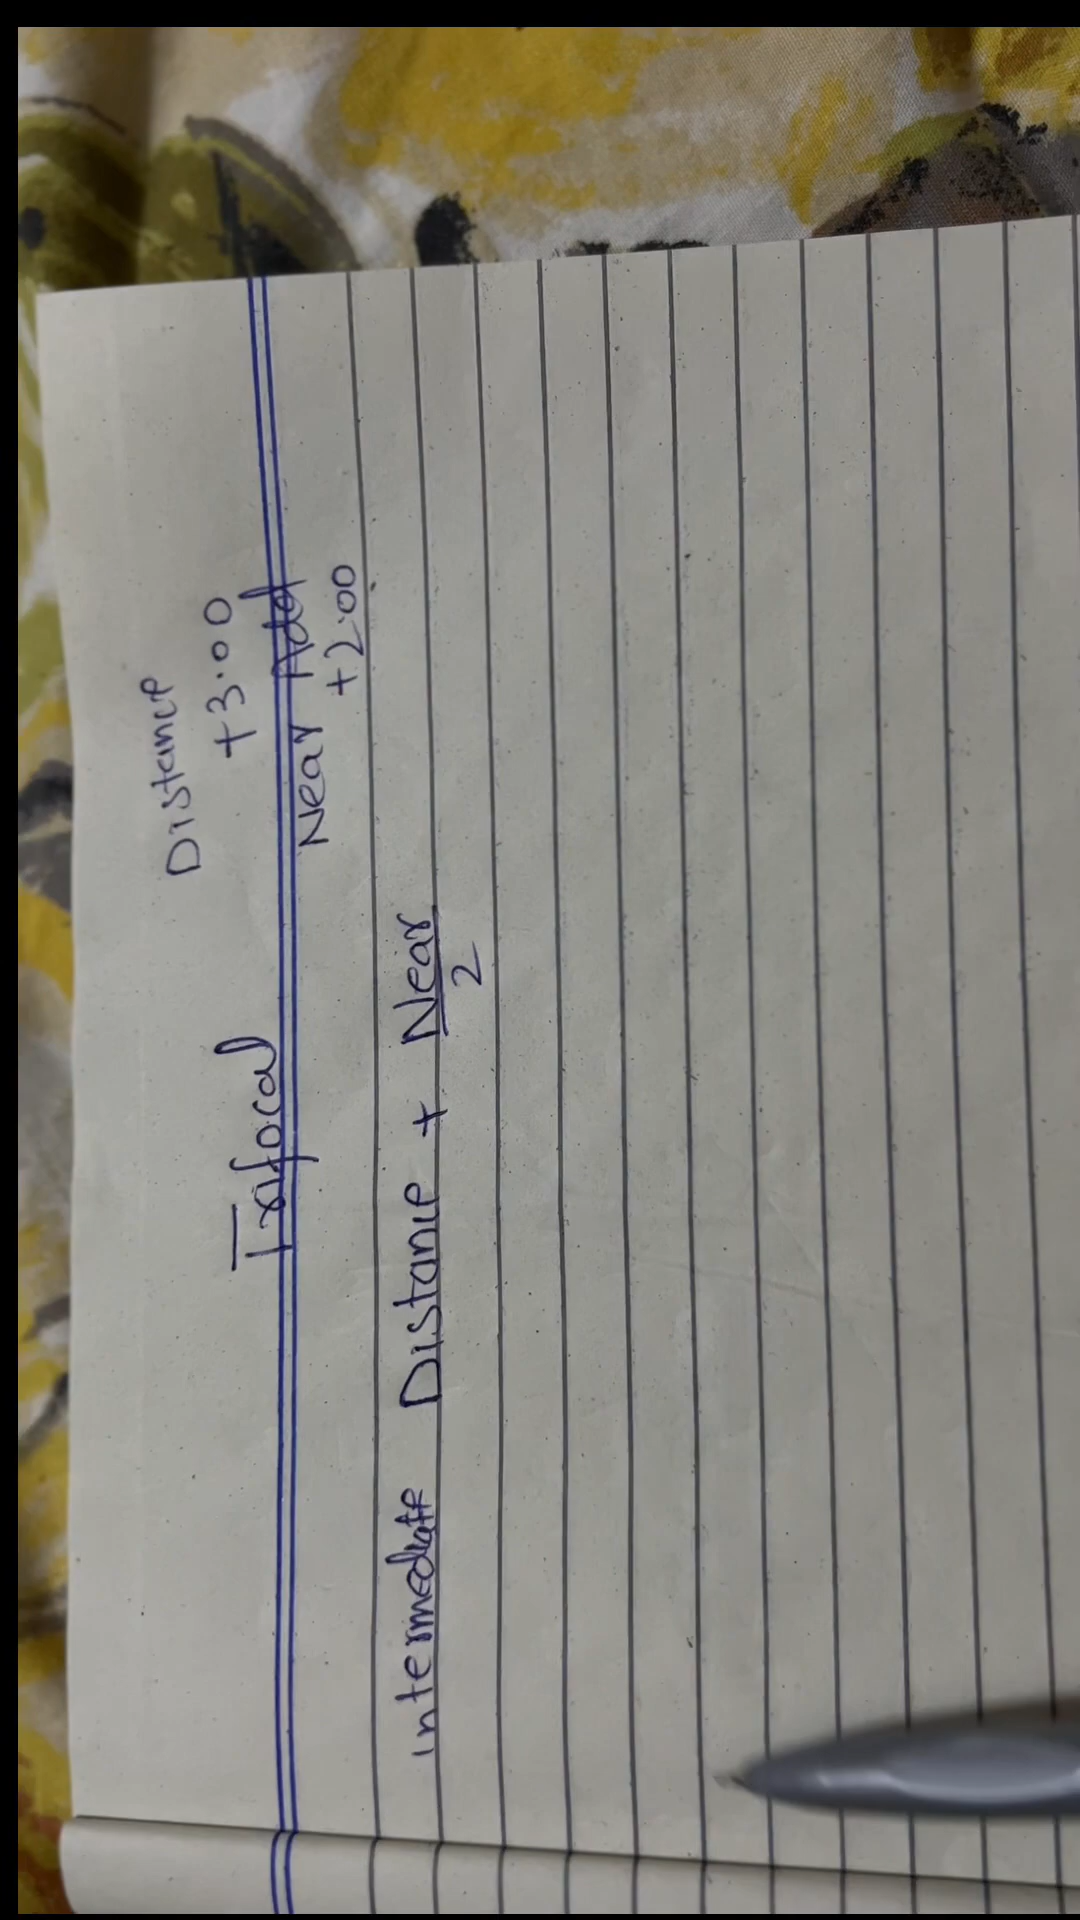 Distance
+3.00
Trifocal
Near Add
+2.00
Intermediate Distance + Near
2